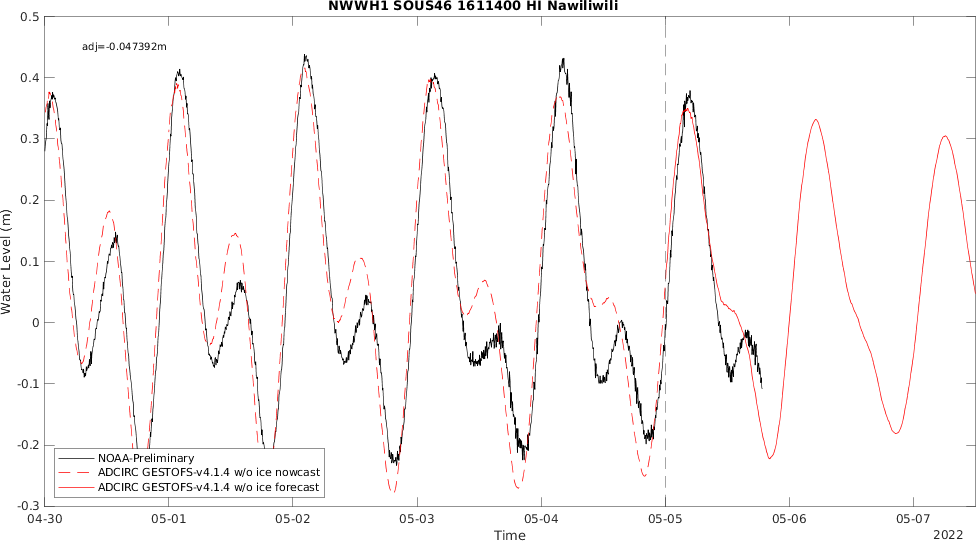 NWWH1 SOUS46 1611400 HI Nawiliwili
adj=-0.047392m
0.5
0.4
0.3
0.2
0.1
0
-0.1
-0.2
-0.3
Water Level (m)
NOAA-Preliminary
ADCIRC GESTOFS-v4.1.4 w/o ice nowcast
ADCIRC GESTOFS-v4.1.4 w/o ice forecast
04-30 05-01 05-02 05-03 05-04 05-05 05-06 05-07
Time
2022